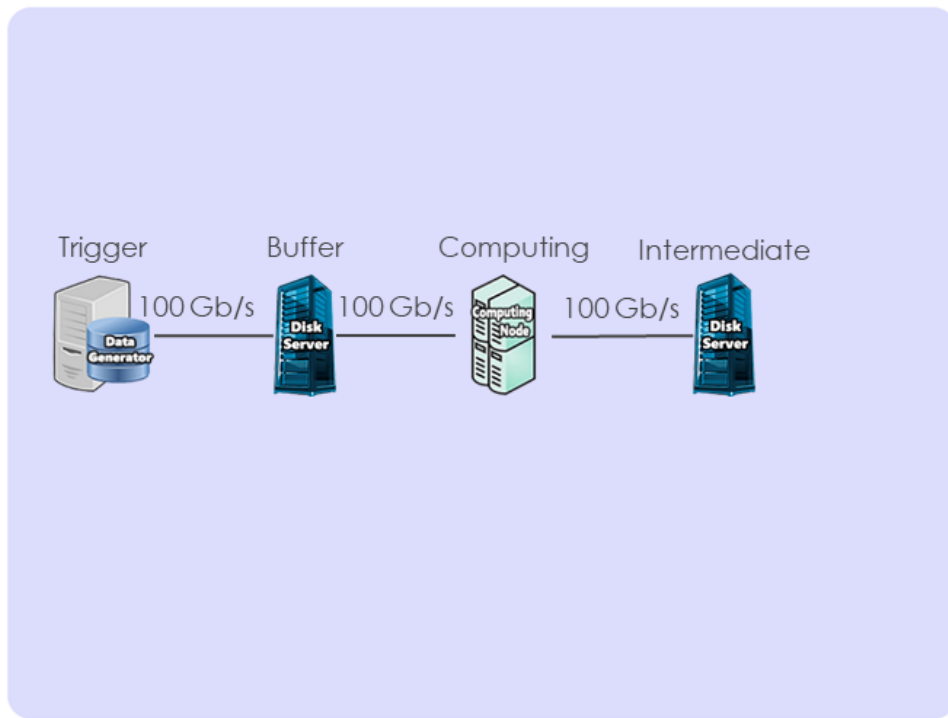 Trigger
Buffer
Computing
Intermediate
100 Gb/s
100 Gb/s
100 Gb/s
Data
Generator
Disk
Server
Computing
Node
Disk
Server